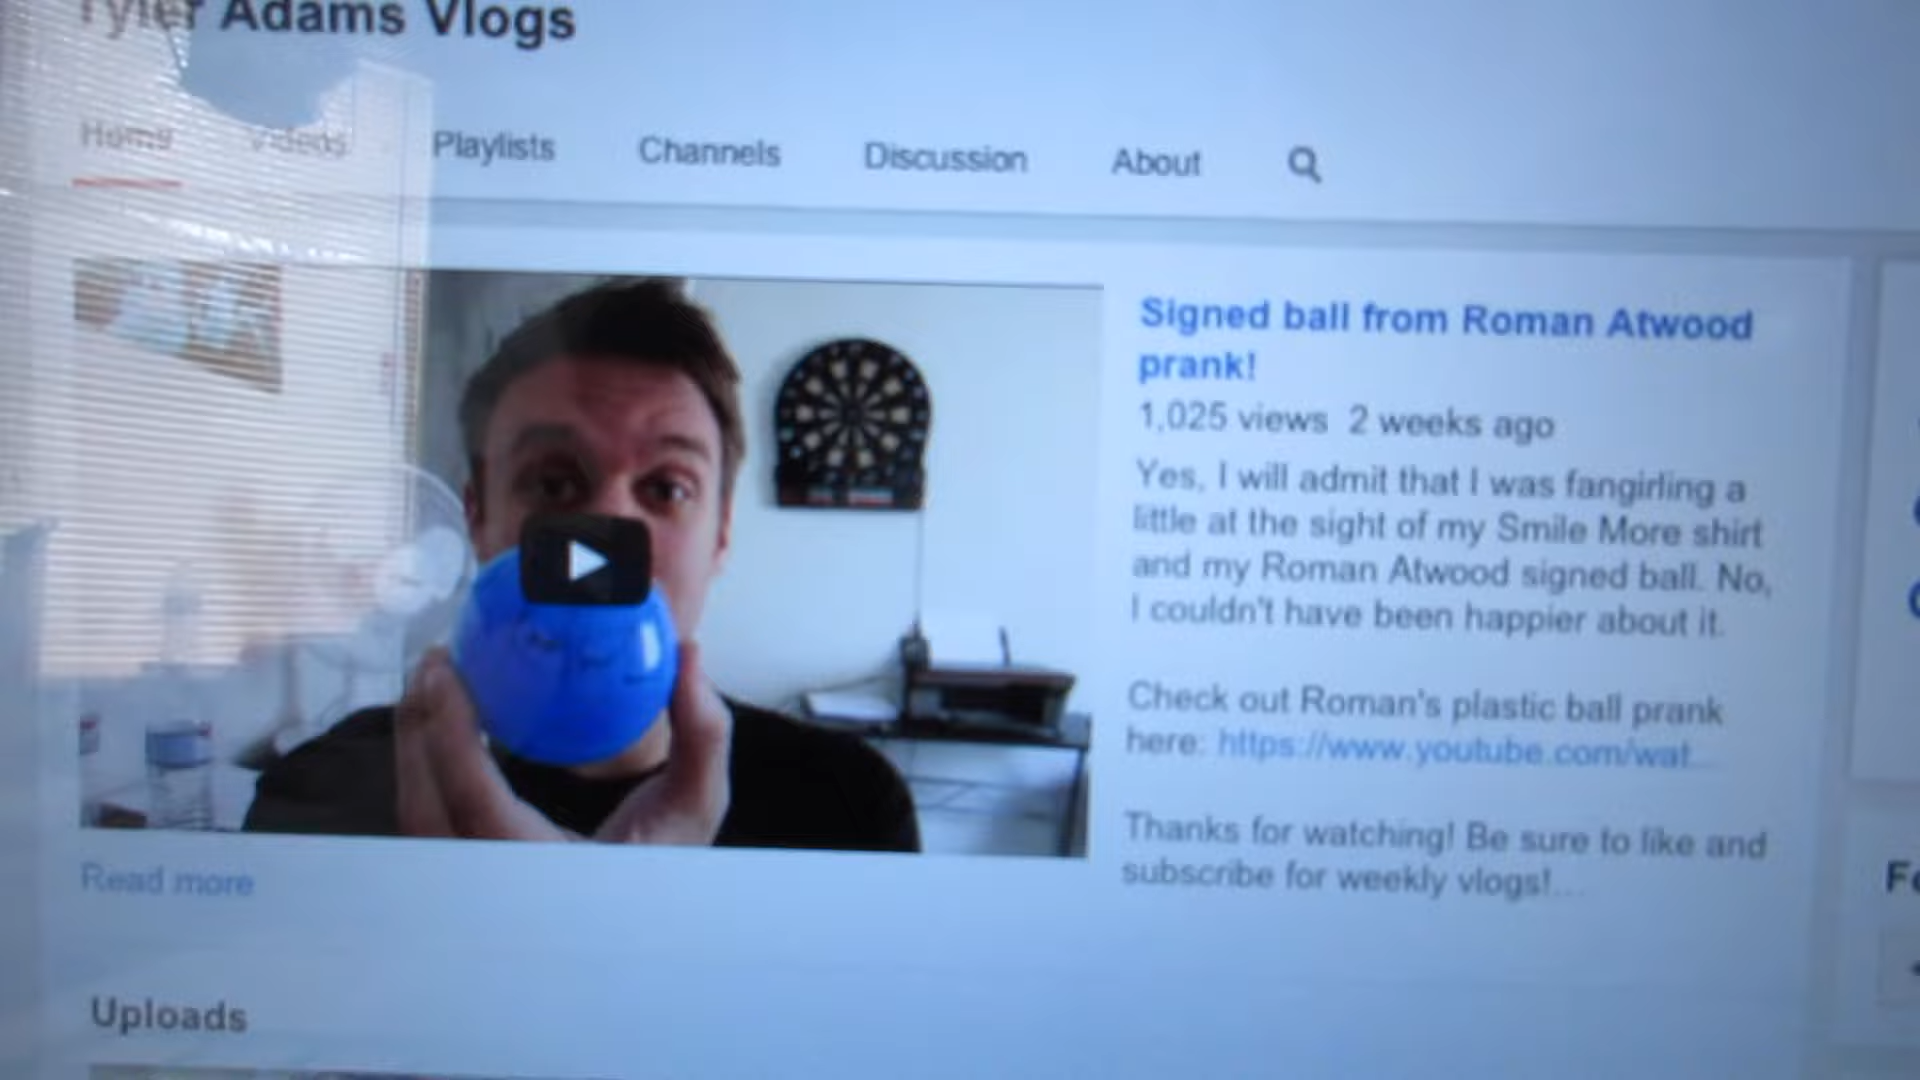 Tyler Adams Vlogs
Home Videos Playlists Channels Discussion About
Signed ball from Roman Atwood
prank!
1,025 views 2 weeks ago
Yes, I will admit that I was fangirling a
little at the sight of my Smile More shirt
and my Roman Atwood signed ball. No,
I couldn't have been happier about it.
Check out Roman's plastic ball prank
here: https://www.youtube.com/wat...
Thanks for watching! Be sure to like and
subscribe for weekly vlogs!...
Read more
Uploads